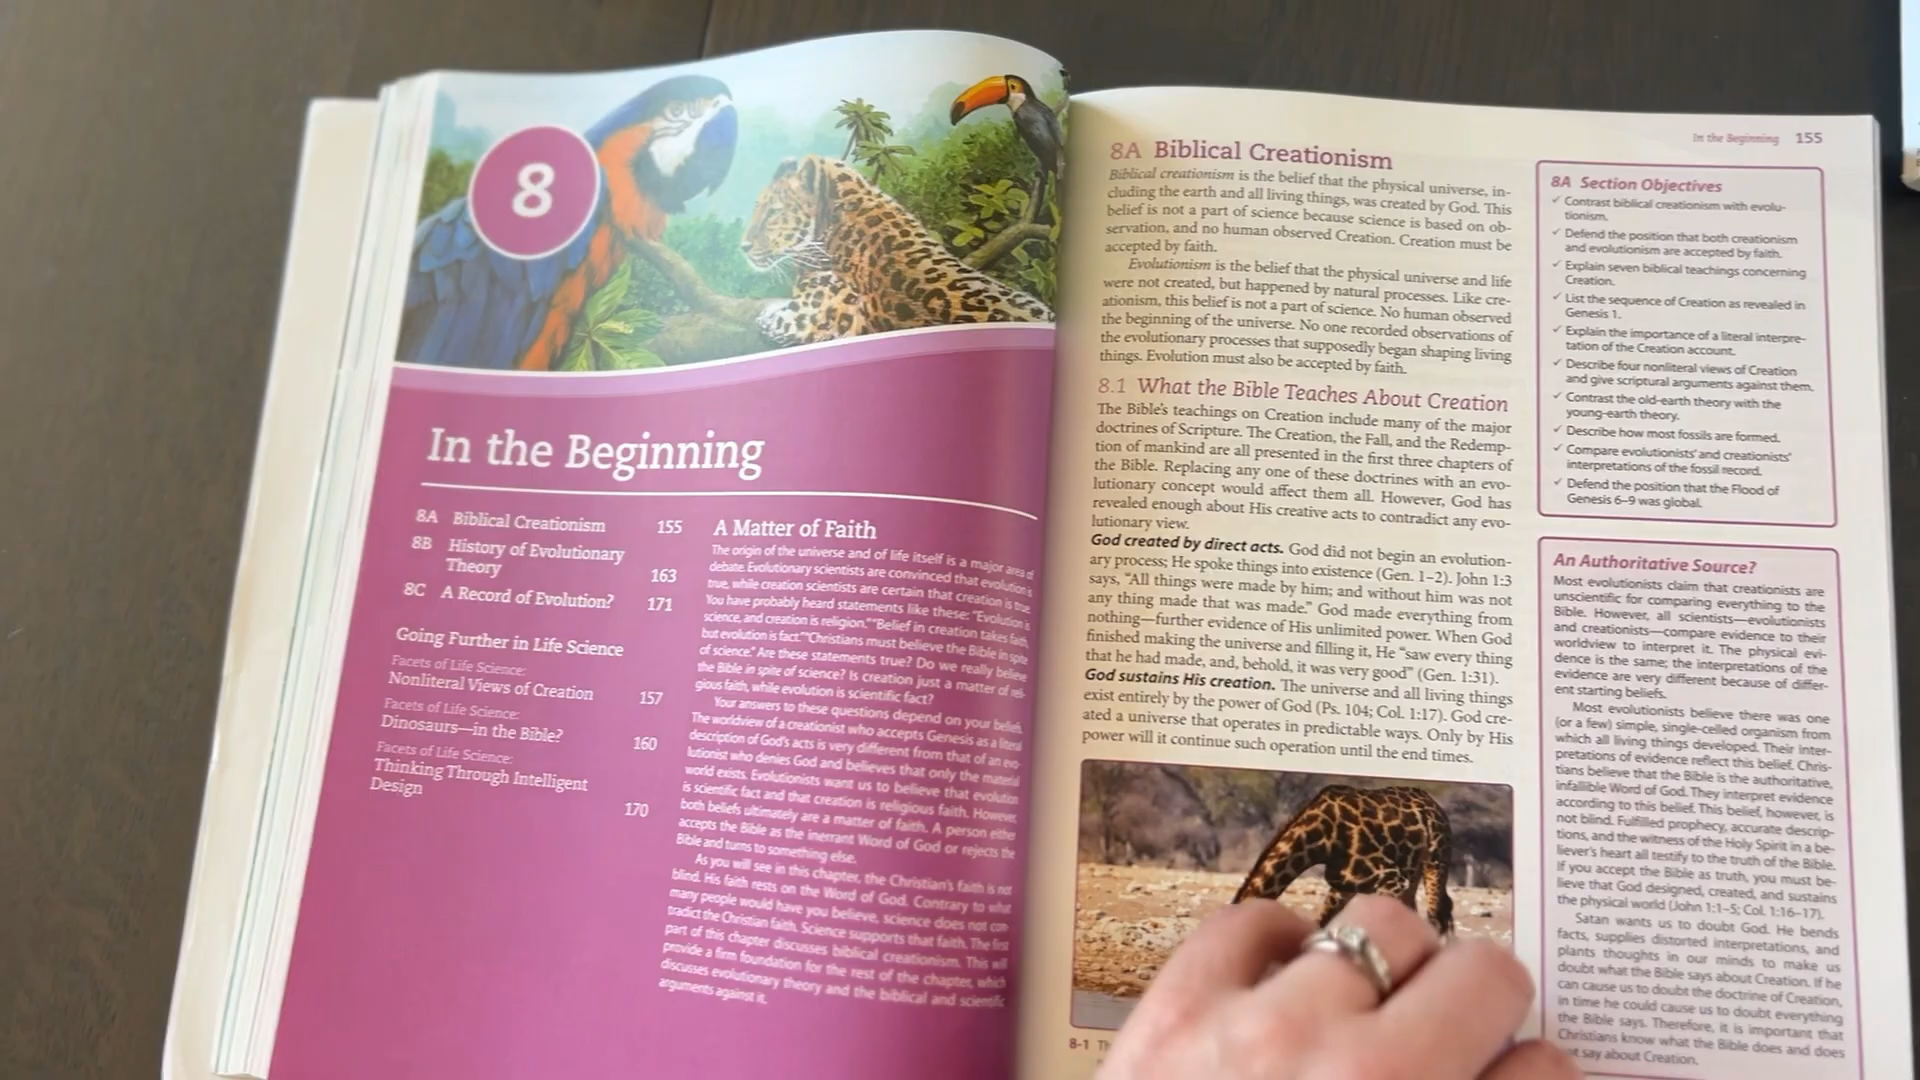 8
In the Beginning
8A Biblical Creationism 155
8B History of Evolutionary
Theory 163
8C A Record of Evolution? 171
Going Further in Life Science
Facets of Life Science:
Nonliteral Views of Creation 157
Facets of Life Science:
Dinosaurs—in the Bible? 160
Facets of Life Science:
Thinking Through Intelligent
Design 170
A Matter of Faith
The origin of the universe and of life itself is a major area of
debate. Evolutionary scientists are convinced that evolution is
true, while creation scientists are certain that creation is true.
You have probably heard statements like these: "Evolution is
science, and creation is religion." "Belief in creation takes faith,
but evolution is fact." "Christians must believe the Bible in spite
of science." Are these statements true? Do we really believe
the Bible in spite of science? Is creation just a matter of reli-
gious faith, while evolution is scientific fact?
Your answers to these questions depend on your beliefs.
The worldview of a creationist who accepts Genesis as a literal
description of God's acts is very different from that of an evo-
lutionist who denies God and believes that only the material
world exists. Evolutionists want us to believe that evolution
is scientific fact and that creation is religious faith. However,
both beliefs ultimately are a matter of faith. A person either
accepts the Bible as the inerrant Word of God or rejects the
Bible and turns to something else.
As you will see in this chapter, the Christian's faith is not
blind. His faith rests on the Word of God. Contrary to what
many people would have you believe, science does not con-
tradict the Christian faith. Science supports that faith. The first
part of this chapter discusses biblical creationism. This will
provide a firm foundation for the rest of the chapter, which
discusses evolutionary theory and the biblical and scientific
arguments against it.
In the Beginning 155
8A Biblical Creationism
Biblical creationism is the belief that the physical universe, in-
cluding the earth and all living things, was created by God. This
belief is not a part of science because science is based on ob-
servation, and no human observed Creation. Creation must be
accepted by faith.
Evolutionism is the belief that the physical universe and life
were not created, but happened by natural processes. Like cre-
ationism, this belief is not a part of science. No human observed
the beginning of the universe. No one recorded observations of
the evolutionary processes that supposedly began shaping living
things. Evolution must also be accepted by faith.
8.1 What the Bible Teaches About Creation
The Bible's teachings on Creation include many of the major
doctrines of Scripture. The Creation, the Fall, and the Redemp-
tion of mankind are all presented in the first three chapters of
the Bible. Replacing any one of these doctrines with an evo-
lutionary concept would affect them all. However, God has
revealed enough about His creative acts to contradict any evo-
lutionary view.
God created by direct acts. God did not begin an evolution-
ary process; He spoke things into existence (Gen. 1–2). John 1:3
says, "All things were made by him; and without him was not
any thing made that was made." God made everything from
nothing—further evidence of His unlimited power. When God
finished making the universe and filling it, He "saw every thing
that he had made, and, behold, it was very good" (Gen. 1:31).
God sustains His creation. The universe and all living things
exist entirely by the power of God (Ps. 104; Col. 1:17). God cre-
ated a universe that operates in predictable ways. Only by His
power will it continue such operation until the end times.
8-1
8A Section Objectives
✓ Contrast biblical creationism with evolu-
tionism.
✓ Defend the position that both creationism
and evolutionism are accepted by faith.
✓ Explain seven biblical teachings concerning
Creation.
✓ List the sequence of Creation as revealed in
Genesis 1.
✓ Explain the importance of a literal interpre-
tation of the Creation account.
✓ Describe four nonliteral views of Creation
and give scriptural arguments against them.
✓ Contrast the old-earth theory with the
young-earth theory.
✓ Describe how most fossils are formed.
✓ Compare evolutionists' and creationists'
interpretations of the fossil record.
✓ Defend the position that the Flood of
Genesis 6–9 was global.
An Authoritative Source?
Most evolutionists claim that creationists are
unscientific for comparing everything to the
Bible. However, all scientists—evolutionists
and creationists—compare evidence to their
worldview to interpret it. The physical evi-
dence is the same; the interpretations of the
evidence are very different because of differ-
ent starting beliefs.
Most evolutionists believe there was one
(or a few) simple, single-celled organism from
which all living things developed. Their inter-
pretations of evidence reflect this belief. Chris-
tians believe that the Bible is the authoritative,
infallible Word of God. They interpret evidence
according to this belief. This belief, however, is
not blind. Fulfilled prophecy, accurate descrip-
tions, and the witness of the Holy Spirit in a be-
liever's heart all testify to the truth of the Bible.
If you accept the Bible as truth, you must be-
lieve that God designed, created, and sustains
the physical world (John 1:1–5; Col. 1:16–17).
Satan wants us to doubt God. He bends
facts, supplies distorted interpretations, and
plants thoughts in our minds to make us
doubt what the Bible says about Creation. If he
can cause us to doubt the doctrine of Creation,
in time he could cause us to doubt everything
the Bible says. Therefore, it is important that
Christians know what the Bible does and does
say about Creation.